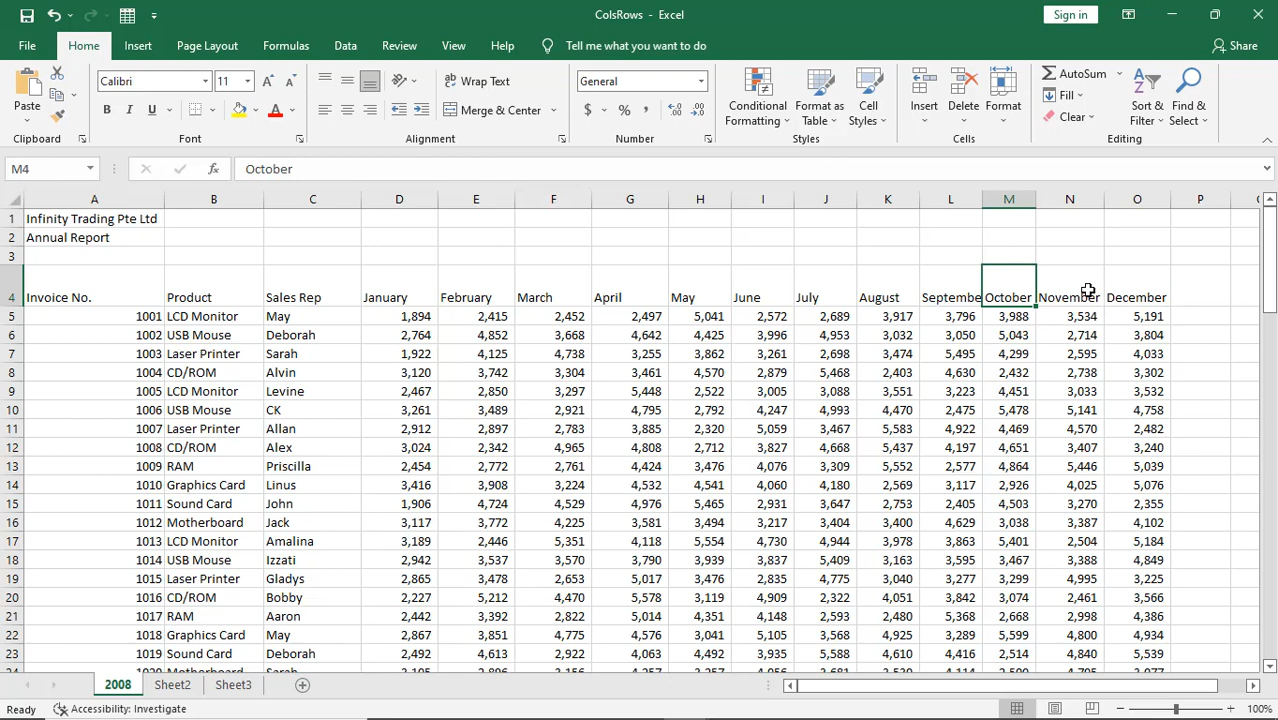 ColsRows - Excel
Sign in
File Home Insert Page Layout Formulas Data Review View Help Tell me what you want to do Share
Paste Calibri 11 Wrap Text General Conditional Formatting Format as Table Cell Styles Insert Delete Format AutoSum Sort & Filter Find & Select
B I U A Merge & Center $ % , Fill Clear
Clipboard Font Alignment Number Styles Cells Editing
M4 fx October
A B C D E F G H I J K L M N O P
1 Infinity Trading Pte Ltd
2 Annual Report
3
4 Invoice No. Product Sales Rep January February March April May June July August Septembe October November December
5 1001 LCD Monitor May 1,894 2,415 2,452 2,497 5,041 2,572 2,689 3,917 3,796 3,988 3,534 5,191
6 1002 USB Mouse Deborah 2,764 4,852 3,668 4,642 4,425 3,996 4,953 3,032 3,050 5,043 2,714 3,804
7 1003 Laser Printer Sarah 1,922 4,125 4,738 3,255 3,862 3,261 2,698 3,474 5,495 4,299 2,595 4,033
8 1004 CD/ROM Alvin 3,120 3,742 3,304 3,461 4,570 2,879 5,468 2,403 4,630 2,432 2,738 3,302
9 1005 LCD Monitor Levine 2,467 2,850 3,297 5,448 2,522 3,005 3,088 3,551 3,223 4,451 3,033 3,532
10 1006 USB Mouse CK 3,261 3,489 2,921 4,795 2,792 4,247 4,993 4,470 2,475 5,478 5,141 4,758
11 1007 Laser Printer Allan 2,912 2,897 2,783 3,885 2,320 5,059 3,467 5,583 4,922 4,469 4,570 2,482
12 1008 CD/ROM Alex 3,024 2,342 4,965 4,808 2,712 3,827 4,668 5,437 4,197 4,651 3,407 3,240
13 1009 RAM Priscilla 2,454 2,772 2,761 4,424 3,476 4,076 3,309 5,552 2,577 4,864 5,446 5,039
14 1010 Graphics Card Linus 3,416 3,908 3,224 4,532 4,541 4,060 4,180 2,569 3,117 2,926 4,025 5,076
15 1011 Sound Card John 1,906 4,724 4,529 4,976 5,465 2,931 3,647 2,753 2,405 4,503 3,270 2,355
16 1012 Motherboard Jack 3,117 3,772 4,225 3,581 3,494 3,217 2,404 3,400 4,629 3,038 3,387 4,102
17 1013 LCD Monitor Amalina 3,189 2,446 5,351 4,118 5,554 4,730 4,944 3,978 3,863 5,401 2,504 5,184
18 1014 USB Mouse Izzati 2,942 3,537 3,570 3,790 3,939 3,837 5,409 3,163 3,595 3,467 3,388 4,849
19 1015 Laser Printer Gladys 2,865 3,478 2,653 5,017 3,476 2,835 4,775 3,040 3,277 3,299 4,995 3,225
20 1016 CD/ROM Bobby 2,227 5,212 4,470 5,578 3,119 4,909 2,322 4,051 3,842 3,074 2,461 3,566
21 1017 RAM Aaron 2,442 3,392 2,822 5,014 4,351 4,148 2,593 2,480 5,368 2,668 2,998 4,386
22 1018 Graphics Card May 2,867 3,851 4,775 4,576 3,041 5,105 3,568 4,925 3,289 5,599 4,800 4,934
23 1019 Sound Card Deborah 2,492 4,613 2,922 4,063 4,492 3,935 5,588 4,610 4,416 2,514 4,840 5,539
2008 Sheet2 Sheet3
Ready Accessibility: Investigate 100%